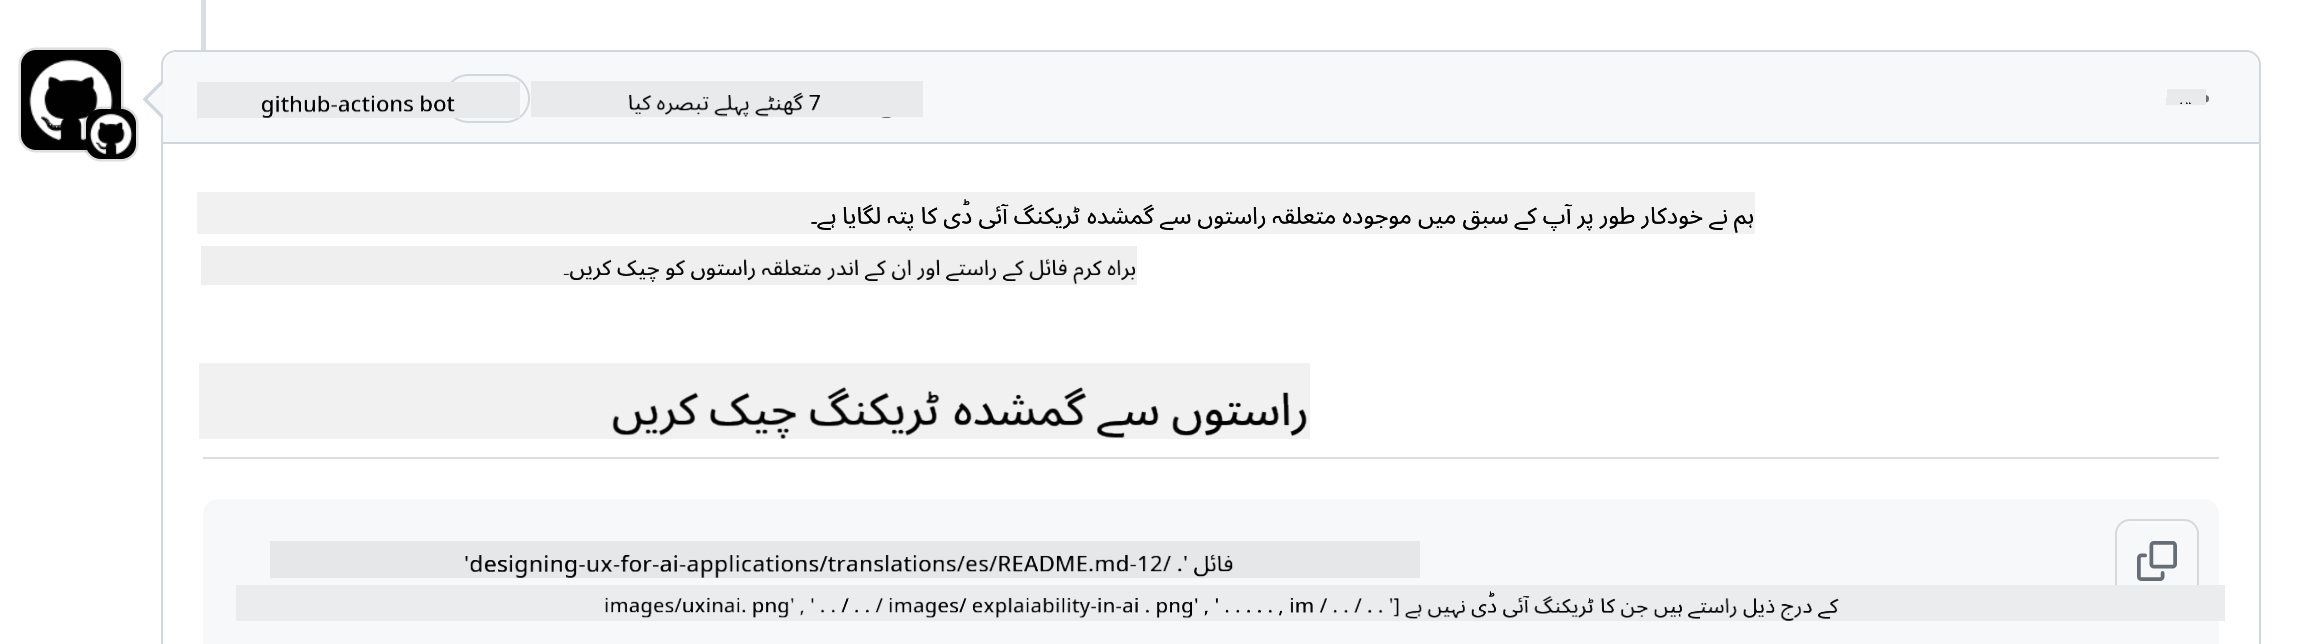 github-actions bot
7 گھنٹے پہلے تبصرہ کیا
ہم نے خودکار طور پر آپ کے سبق میں موجودہ متعلقہ راستوں سے گمشدہ ٹریکنگ آئی ڈی کا پتہ لگایا ہے۔
براہ کرم فائل کے راستے اور ان کے اندر متعلقہ راستوں کو چیک کریں۔
راستوں سے گمشدہ ٹریکنگ چیک کریں
فائل '. /designing-ux-for-ai-applications/translations/es/README.md-12'
کے درج ذیل راستے ہیں جن کا ٹریکنگ آئی ڈی نہیں ہے [' . . / . . / images/uxinai. png' , ' . . / . . / images/ explaiability-in-ai . png' , ' . . . . . , im